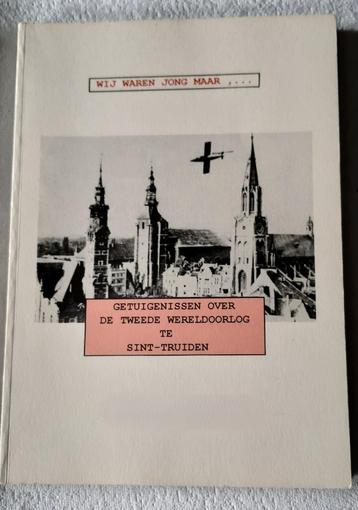 WIJ WAREN JONG MAAR ,...
GETUIGENISSEN OVER
DE TWEEDE WERELDOORLOG
TE
SINT-TRUIDEN